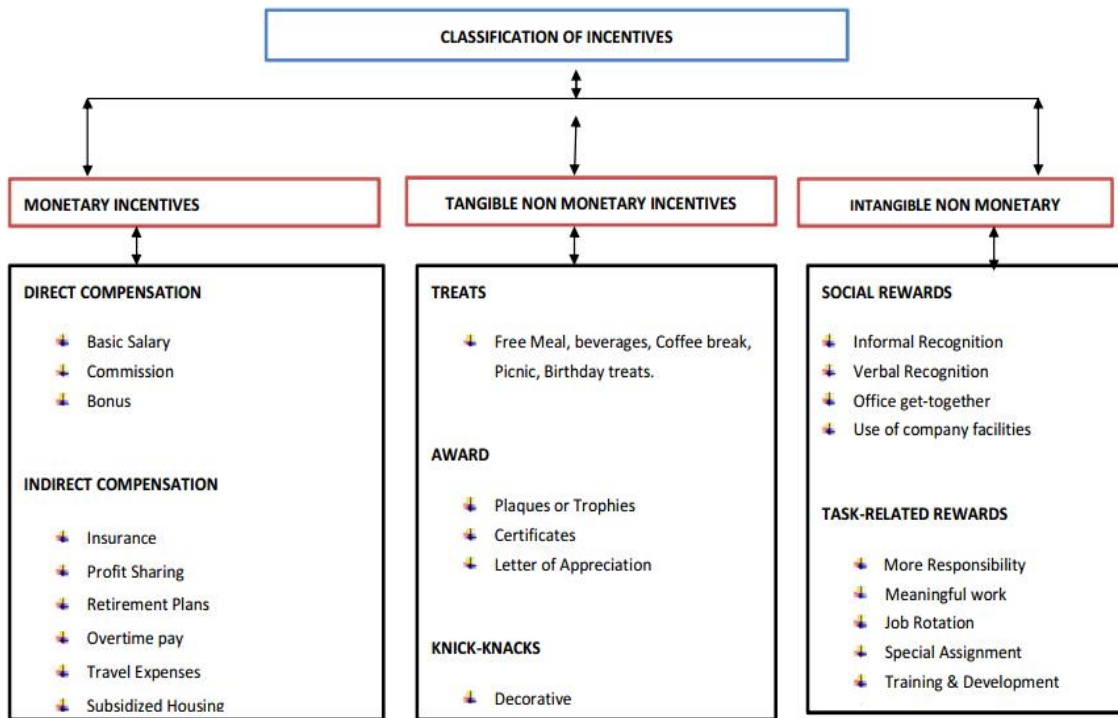 CLASSIFICATION OF INCENTIVES
MONETARY INCENTIVES
DIRECT COMPENSATION
Basic Salary
Commission
Bonus
INDIRECT COMPENSATION
Insurance
Profit Sharing
Retirement Plans
Overtime pay
Travel Expenses
Subsidized Housing
TANGIBLE NON MONETARY INCENTIVES
TREATS
Free Meal, beverages, Coffee break,
Picnic, Birthday treats.
AWARD
Plaques or Trophies
Certificates
Letter of Appreciation
KNICK-KNACKS
Decorative
INTANGIBLE NON MONETARY
SOCIAL REWARDS
Informal Recognition
Verbal Recognition
Office get-together
Use of company facilities
TASK-RELATED REWARDS
More Responsibility
Meaningful work
Job Rotation
Special Assignment
Training & Development